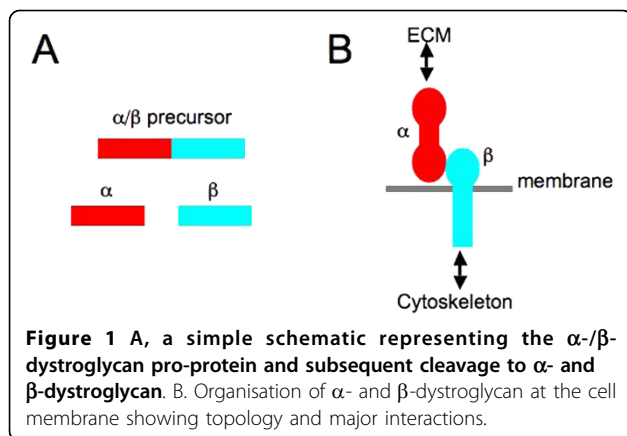 A
α/β precursor
α
β
B
ECM
α
β
membrane
Cytoskeleton
Figure 1 A, a simple schematic representing the α-/β-
dystroglycan pro-protein and subsequent cleavage to α- and
β-dystroglycan. B. Organisation of α- and β-dystroglycan at the cell
membrane showing topology and major interactions.